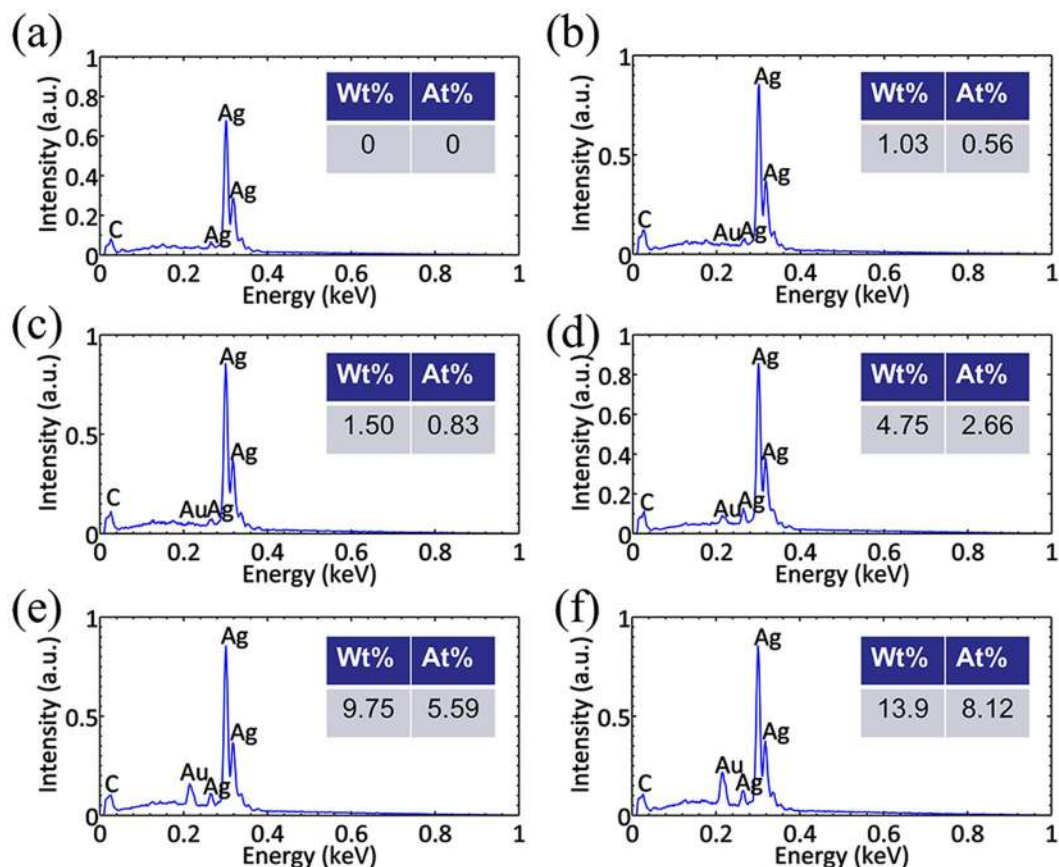 (a)
1
0.8
0.6
0.4
0.2
0
Intensity (a.u.)
C
Ag
Ag
Ag
Wt% At%
0 0
0 0.2 0.4 0.6 0.8 1
Energy (keV)
(b)
1
0.5
0
Intensity (a.u.)
C
Au
Ag
Ag
Ag
Wt% At%
1.03 0.56
0 0.2 0.4 0.6 0.8 1
Energy (keV)
(c)
1
0.5
0
Intensity (a.u.)
C
Au
Ag
Ag
Ag
Wt% At%
1.50 0.83
0 0.2 0.4 0.6 0.8 1
Energy (keV)
(d)
1
0.8
0.6
0.4
0.2
0
Intensity (a.u.)
C
Au
Ag
Ag
Ag
Wt% At%
4.75 2.66
0 0.2 0.4 0.6 0.8 1
Energy (keV)
(e)
1
0.5
0
Intensity (a.u.)
C
Au
Ag
Ag
Ag
Wt% At%
9.75 5.59
0 0.2 0.4 0.6 0.8 1
Energy (keV)
(f)
1
0.5
0
Intensity (a.u.)
C
Au
Ag
Ag
Ag
Wt% At%
13.9 8.12
0 0.2 0.4 0.6 0.8 1
Energy (keV)